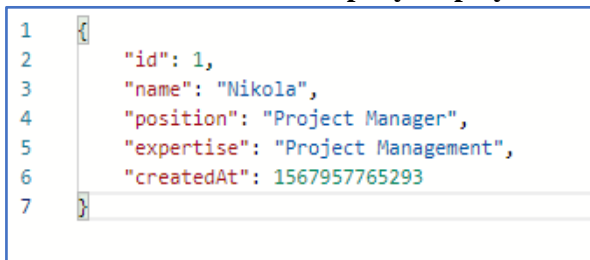 1 {
2 "id": 1,
3 "name": "Nikola",
4 "position": "Project Manager",
5 "expertise": "Project Management",
6 "createdAt": 1567957765293
7 }